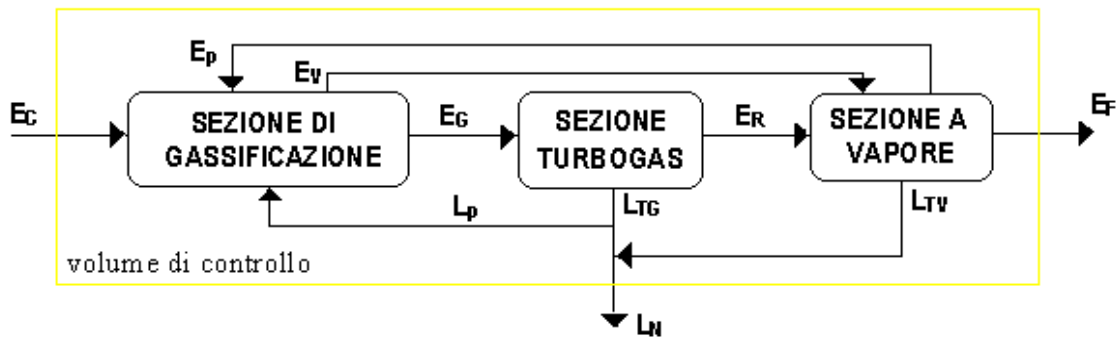 Ep
EV
EC
SEZIONE DI
GASSIFICAZIONE
EG
SEZIONE
TURBOGAS
ER
SEZIONE A
VAPORE
EF
Lp
LTG
LTV
volume di controllo
LN